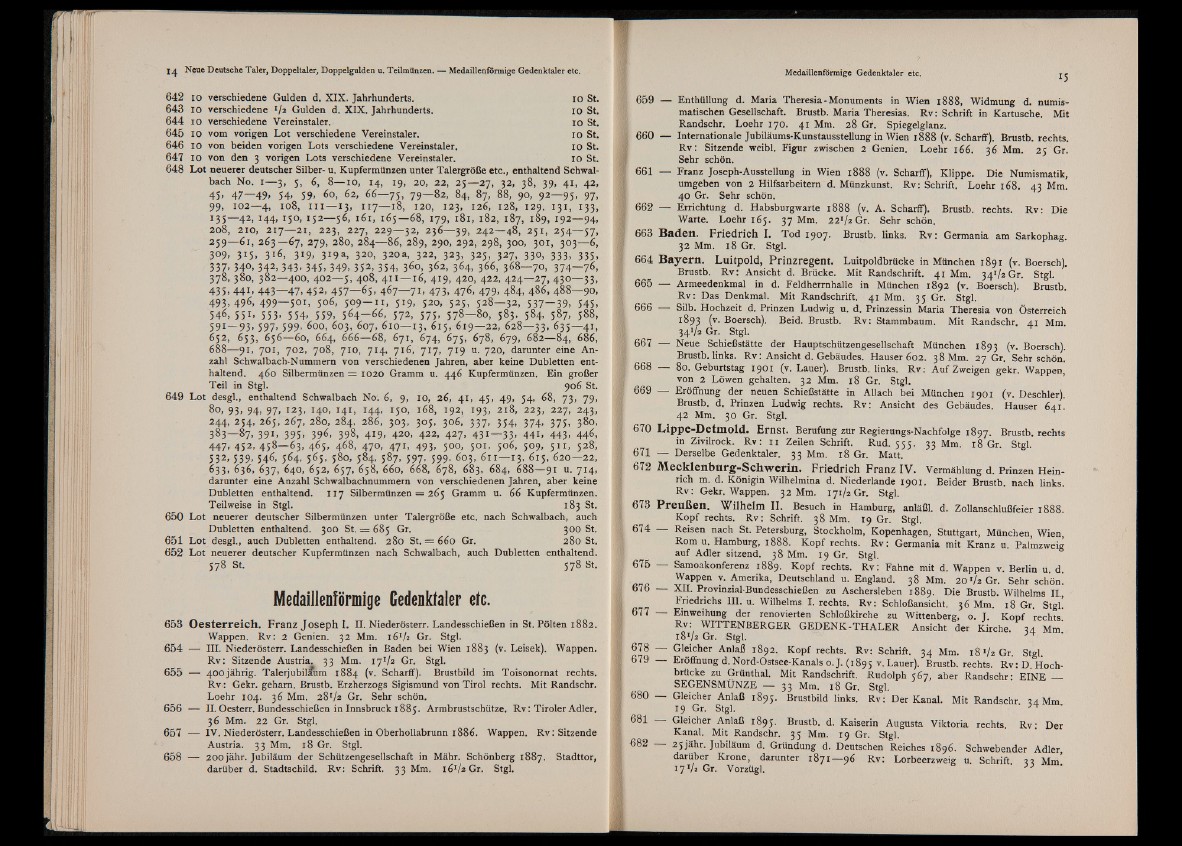 14 Neue Deutsche Taler, Doppeltaler, Doppelgulden u. Teilmünzen. — Medaillenförmige Gedenktaler etc.
642 10 verschiedene Gulden d. XIX. Jahrhunderts. 10 St.
643 10 verschiedene 1/2 Gulden d. XIX. Jahrhunderts. 10 St.
644 10 verschiedene Vereinstaler. 10 St.
645 10 vom vorigen Lot verschiedene Vereinstaler. 10 St.
646 10 von beiden vorigen Lots verschiedene Vereinstaler. 10 St.
647 10 von den 3 vorigen Lots verschiedene Vereinstaler. 10 St.
648 Lot neuerer deutscher Silber- u. Kupfermünzen unter Talergröße etc., enthaltend Schwal-
bach No. 1—3, 5, 6, 8—10, 14, 19, 20, 22, 25—27, 32, 38, 39, 41, 42,
45, 47—49, 54, 59, 60, 62, 66—75, 79—82, 84, 87, 88, 90, 92—95, 97,
99, 102—4, 108, 111—13, 117—18, 120, 123, 126, 128, 129, 131, 133,
135—42, 144, 150, 152—56, 161, 165—68, 179, 181, 182, 187, 189, 192—94,
208, 210, 217—21, 223, 227, 229—32, 236—39, 242—48, 251, 254—57,
259—61, 263—67, 279, 280, 284—86, 289, 290, 292, 298, 300, 301, 303—6,
309, 315, 316, 319, 319a, 320, 320a, 322, 323, 325, 327, 330, 333, 335,
337, 340, 342, 343, 345, 349, 352, 354, 360, 362, 364, 366, 368—70, 374—76,
378, 380, 382—400, 402—5, 408, 411—16, 419, 420, 422, 424—27, 430—33,
435, 441, 443—47, 452, 457—65, 467—71, 473, 476, 479, 484, 486, 488—90,
493, 496, 499—501, 506, 509—11, 519, 520, 525, 528—32, 537—39, 545,
546, 551, 553, 555, 559, 564—66, 572, 575, 578—80, 583, 584, 587, 588,
591—93, 597, 599, 600, 603, 607, 610—13, 615, 619—22, 628—33, 635—41,
652, 653, 656—60, 664, 666—68, 671, 674, 675, 678, 679, 682—84, 686,
688—91, 701, 702, 708, 710, 714, 716, 717, 719 u. 720, darunter eine An-
zahl Schwalbach-Nummern von verschiedenen Jahren, aber keine Dubletten ent-
haltend. 460 Silbermünzen = 1020 Gramm u. 446 Kupfermünzen. Ein großer
Teil in Stgl. 906 St.
649 Lot desgl., enthaltend Schwalbach No. 6, 9, 10, 26, 41, 45, 49, 54, 68, 73, 79,
80, 93, 94, 97, 123, 140, 141, 144, 150, 168, 192, 193, 218, 223, 227, 243,
244, 254, 265, 267, 280, 284, 286, 303, 305, 306, 337, 354, 374, 375, 380,
383—87, 391, 395, 396, 398, 419, 420, 422, 427, 431—33, 441, 443, 446,
447, 452, 458—63, 465, 468, 470, 471, 493, 500, 501, 506, 509, 511, 528,
532, 539, 546, 564, 565, 580, 584, 587, 597, 599, 603, 611—13, 615, 620—22,
633, 636, 637, 640, 652, 657, 658, 660, 668, 678, 683, 684, 688—91 u. 714,
darunter eine Anzahl Schwalbachnummern von verschiedenen Jahren, aber keine
Dubletten enthaltend. 117 Silbermünzen = 265 Gramm u. 66 Kupfermünzen.
Teilweise in Stgl. 183 St.
650 Lot neuerer deutscher Silbermünzen unter Talergröße etc. nach Schwalbach, auch
Dubletten enthaltend. 300 St. = 685 Gr. 300 St.
651 Lot desgl., auch Dubletten enthaltend. 280 St. = 660 Gr. 280 St.
652 Lot neuerer deutscher Kupfermünzen nach Schwalbach, auch Dubletten enthaltend.
578 St. 578 St.
Medaillenförmige Gedenktaler etc.
653 Oesterreich. Franz Joseph I. II. Niederösterr. Landesschießen in St. Pölten 1882.
Wappen. Rv: 2 Genien. 32 Mm. 16 1/2 Gr. Stgl.
654 — III. Niederösterr. Landesschießen in Baden bei Wien 1883 (v. Leisek). Wappen.
Rv: Sitzende Austria. 33 Mm. 17 1/2 Gr. Stgl.
655 — 400jährig. Talerjubiläum 1884 (v. Scharff). Brustbild im Toisonornat rechts.
Rv: Gekr. geharn. Brustb. Erzherzogs Sigismund von Tirol rechts. Mit Randschr.
Loehr 104. 36 Mm. 28 1/2 Gr. Sehr schön.
656 — II. Oesterr. Bundesschießen in Innsbruck 1885. Armbrustschütze. Rv: Tiroler Adler.
36 Mm. 22 Gr. Stgl.
657 — IV. Niederösterr. Landesschießen in Oberhollabrunn 1886. Wappen. Rv: Sitzende
Austria. 33 Mm. 18 Gr. Stgl.
658 — 200jähr. Jubiläum der Schützengesellschaft in Mähr. Schönberg 1887. Stadttor,
darüber d. Stadtschild. Rv: Schrift. 33 Mm. 16 1/2 Gr. Stgl.
Medaillenförmige Gedenktaler etc. 15
659 — Enthüllung d. Maria Theresia-Monuments in Wien 1888, Widmung d. numis-
matischen Gesellschaft. Brustb. Maria Theresias. Rv: Schrift in Kartusche. Mit
Randschr. Loehr 170. 41 Mm. 28 Gr. Spiegelglanz.
660 — Internationale Jubiläums-Kunstausstellung in Wien 1888 (v. Scharff). Brustb. rechts.
Rv: Sitzende weibl. Figur zwischen 2 Genien. Loehr 166. 36 Mm. 25 Gr.
Sehr schön.
661 — Franz Joseph-Ausstellung in Wien 1888 (v. Scharff), Klippe. Die Numismatik,
umgeben von 2 Hilfsarbeitern d. Münzkunst. Rv: Schrift. Loehr 168. 43 Mm.
40 Gr. Sehr schön.
662 — Errichtung d. Habsburgwarte 1888 (v. A. Scharff). Brustb. rechts. Rv: Die
Warte. Loehr 165. 37 Mm. 22 1/2 Gr. Sehr schön.
663 Baden. Friedrich I. Tod 1907. Brustb. links. Rv: Germania am Sarkophag.
32 Mm. 18 Gr. Stgl.
664 Bayern. Luitpold, Prinzregent. Luitpoldbrücke in München 1891 (v. Boersch).
Brustb. Rv: Ansicht d. Brücke. Mit Randschrift. 41 Mm. 34 1/2 Gr. Stgl.
665 — Armeedenkmal in d. Feldherrnhalle in München 1892 (v. Boersch). Brustb.
Rv: Das Denkmal. Mit Randschrift. 41 Mm. 35 Gr. Stgl.
666 — Silb. Hochzeit d. Prinzen Ludwig u. d. Prinzessin Maria Theresia von Österreich
1893 (v. Boersch). Beid. Brustb. Rv: Stammbaum. Mit Randschr. 41 Mm.
34 1/2 Gr. Stgl.
667 — Neue Schießstätte der Hauptschützengesellschaft München 1893 (v. Boersch).
Brustb. links. Rv: Ansicht d. Gebäudes. Hauser 602. 38 Mm. 27 Gr. Sehr schön.
668 — 80. Geburtstag 1901 (v. Lauer). Brustb. links. Rv: Auf Zweigen gekr. Wappen,
von 2 Löwen gehalten. 32 Mm. 18 Gr. Stgl.
669 — Eröffnung der neuen Schießstätte in Allach bei München 1901 (v. Deschler).
Brustb. d. Prinzen Ludwig rechts. Rv: Ansicht des Gebäudes. Hauser 641.
42 Mm. 30 Gr. Stgl.
670 Lippe-Detmold. Ernst. Berufung zur Regierungs-Nachfolge 1897. Brustb. rechts
in Zivilrock. Rv: 11 Zeilen Schrift. Rud. 555. 33 Mm. 18 Gr. Stgl.
671 — Derselbe Gedenktaler. 33 Mm. 18 Gr. Matt.
672 Mecklenburg-Schwerin. Friedrich Franz IV. Vermählung d. Prinzen Hein-
rich m. d. Königin Wilhelmina d. Niederlande 1901. Beider Brustb. nach links.
Rv: Gekr. Wappen. 32 Mm. 17 1/2 Gr. Stgl.
673 Preußen. Wilhelm II. Besuch in Hamburg, anläßl. d. Zollanschlußfeier 1888.
Kopf rechts. Rv: Schrift. 38 Mm. 19 Gr. Stgl.
674 — Reisen nach St. Petersburg, Stockholm, Kopenhagen, Stuttgart, München, Wien,
Rom u. Hamburg, 1888. Kopf rechts. Rv: Germania mit Kranz u. Palmzweig
auf Adler sitzend. 38 Mm. 19 Gr. Stgl.
675 — Samoakonferenz 1889. Kopf rechts. Rv: Fahne mit d. Wappen v. Berlin u. d.
Wappen v. Amerika, Deutschland u. England. 38 Mm. 20 1/2 Gr. Sehr schön.
676 — XII. Provinzial-Bundesschießen zu Aschersleben 1889. Die Brustb. Wilhelms II.,
Friedrichs III. u. Wilhelms I. rechts. Rv: Schloßansicht. 36 Mm. 18 Gr. Stgl.
677 — Einweihung der renovierten Schloßkirche zu Wittenberg, o. J. Kopf rechts.
Rv: WITTENBERGER GEDENK-THALER Ansicht der Kirche. 34 Mm.
18 1/2 Gr. Stgl.
678 — Gleicher Anlaß 1892. Kopf rechts. Rv: Schrift. 34 Mm. 18 1/2 Gr. Stgl.
679 — Eröffnung d. Nord-Ostsee-Kanals o. J. (1895 v. Lauer). Brustb. rechts. Rv: D. Hoch-
brücke zu Grünthal. Mit Randschrift. Rudolph 567, aber Randschr: EINE —
SEGENSMÜNZE — 33 Mm. 18 Gr. Stgl.
680 — Gleicher Anlaß 1895. Brustbild links. Rv: Der Kanal. Mit Randschr. 34 Mm.
19 Gr. Stgl.
681 — Gleicher Anlaß 1895. Brustb. d. Kaiserin Augusta Viktoria rechts. Rv: Der
Kanal. Mit Randschr. 35 Mm. 19 Gr. Stgl.
682 — 25jähr. Jubiläum d. Gründung d. Deutschen Reiches 1896. Schwebender Adler,
darüber Krone, darunter 1871—96 Rv: Lorbeerzweig u. Schrift. 33 Mm.
17 1/2 Gr. Vorzügl.